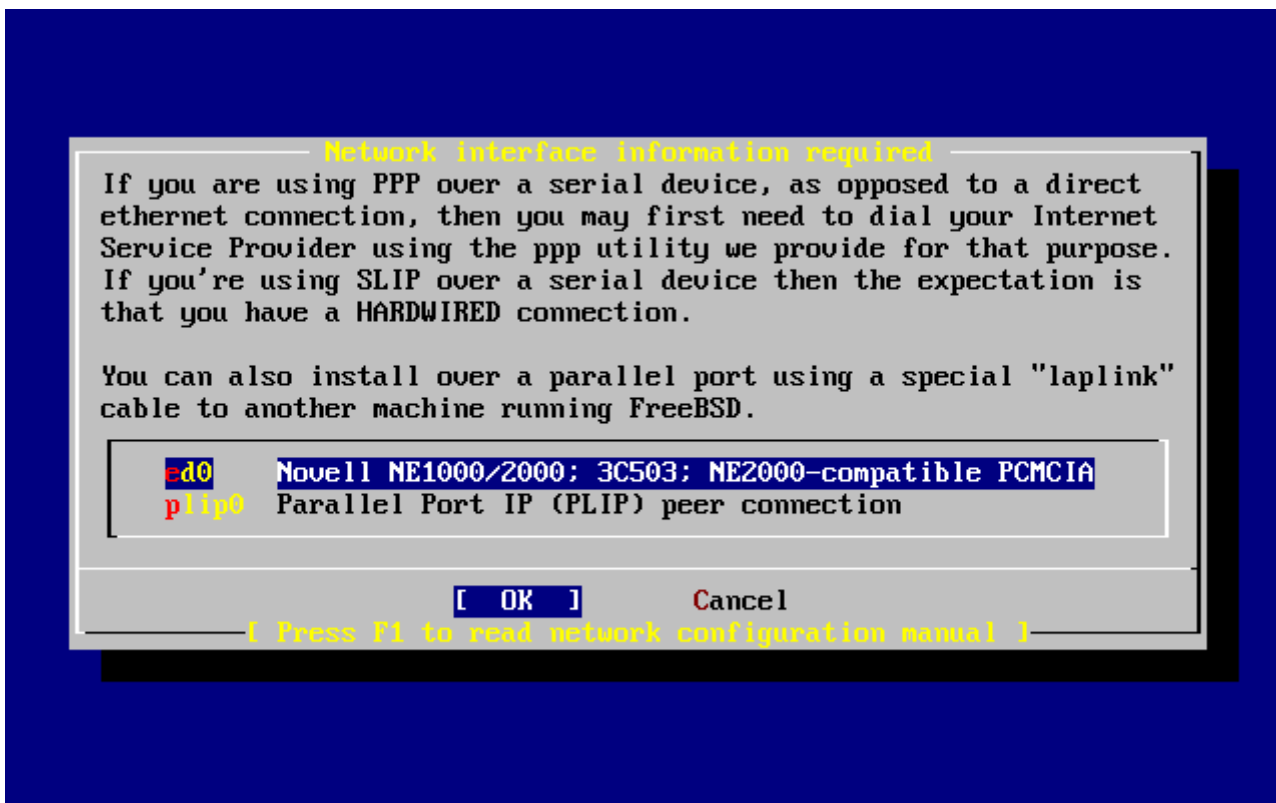 Network interface information required
If you are using PPP over a serial device, as opposed to a direct
ethernet connection, then you may first need to dial your Internet
Service Provider using the ppp utility we provide for that purpose.
If you're using SLIP over a serial device then the expectation is
that you have a HARDWIRED connection.
You can also install over a parallel port using a special "laplink"
cable to another machine running FreeBSD.
ed0 Novell NE1000/2000; 3C503; NE2000-compatible PCMCIA
plip0 Parallel Port IP (PLIP) peer connection
[ OK ] Cancel
[ Press F1 to read network configuration manual ]